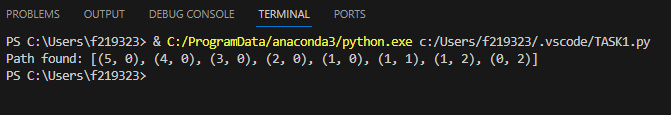 PROBLEMS OUTPUT DEBUG CONSOLE TERMINAL PORTS
PS C:\Users\f219323> & C:/ProgramData/anaconda3/python.exe c:/Users/f219323/.vscode/TASK1.py
Path found: [(5, 0), (4, 0), (3, 0), (2, 0), (1, 0), (1, 1), (1, 2), (0, 2)]
PS C:\Users\f219323>